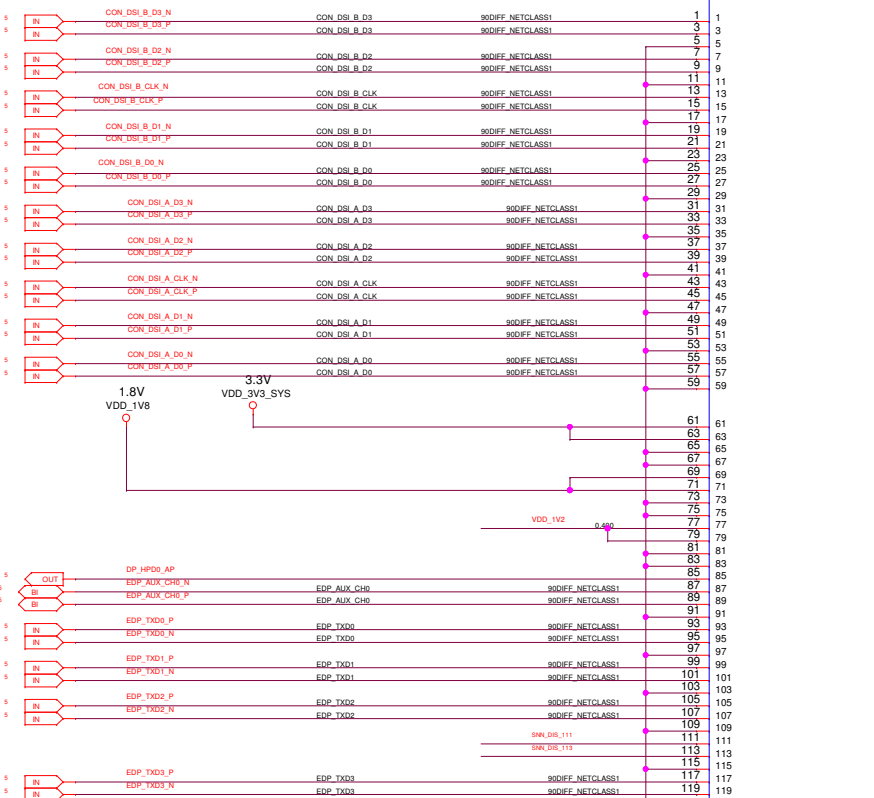 CON_DSI_B_D3_N
5 IN CON_DSI_B_D3 90DIFF_NETCLASS1 1 1
CON_DSI_B_D3_P
5 IN CON_DSI_B_D3 90DIFF_NETCLASS1 3 3
5 5
CON_DSI_B_D2_N
5 IN CON_DSI_B_D2 90DIFF_NETCLASS1 7 7
CON_DSI_B_D2_P
5 IN CON_DSI_B_D2 90DIFF_NETCLASS1 9 9
11 11
CON_DSI_B_CLK_N
5 IN CON_DSI_B_CLK 90DIFF_NETCLASS1 13 13
CON_DSI_B_CLK_P
5 IN CON_DSI_B_CLK 90DIFF_NETCLASS1 15 15
17 17
CON_DSI_B_D1_N
5 IN CON_DSI_B_D1 90DIFF_NETCLASS1 19 19
CON_DSI_B_D1_P
5 IN CON_DSI_B_D1 90DIFF_NETCLASS1 21 21
23 23
CON_DSI_B_D0_N
5 IN CON_DSI_B_D0 90DIFF_NETCLASS1 25 25
CON_DSI_B_D0_P
5 IN CON_DSI_B_D0 90DIFF_NETCLASS1 27 27
29 29
CON_DSI_A_D3_N
5 IN CON_DSI_A_D3 90DIFF_NETCLASS1 31 31
CON_DSI_A_D3_P
5 IN CON_DSI_A_D3 90DIFF_NETCLASS1 33 33
35 35
CON_DSI_A_D2_N
5 IN CON_DSI_A_D2 90DIFF_NETCLASS1 37 37
CON_DSI_A_D2_P
5 IN CON_DSI_A_D2 90DIFF_NETCLASS1 39 39
41 41
CON_DSI_A_CLK_N
5 IN CON_DSI_A_CLK 90DIFF_NETCLASS1 43 43
CON_DSI_A_CLK_P
5 IN CON_DSI_A_CLK 90DIFF_NETCLASS1 45 45
47 47
CON_DSI_A_D1_N
5 IN CON_DSI_A_D1 90DIFF_NETCLASS1 49 49
CON_DSI_A_D1_P
5 IN CON_DSI_A_D1 90DIFF_NETCLASS1 51 51
53 53
CON_DSI_A_D0_N
5 IN CON_DSI_A_D0 90DIFF_NETCLASS1 55 55
CON_DSI_A_D0_P
5 IN CON_DSI_A_D0 90DIFF_NETCLASS1 57 57
3.3V
59 59
1.8V VDD_3V3_SYS
VDD_1V8
61 61
63 63
65 65
67 67
69 69
71 71
73 73
75 75
VDD_1V2 0.400 77 77
79 79
81 81
83 83
DP_HPD0_AP
5 OUT 85 85
EDP_AUX_CH0_N
5 BI EDP_AUX_CH0 90DIFF_NETCLASS1 87 87
EDP_AUX_CH0_P
5 BI EDP_AUX_CH0 90DIFF_NETCLASS1 89 89
91 91
EDP_TXD0_P
5 IN EDP_TXD0 90DIFF_NETCLASS1 93 93
EDP_TXD0_N
5 IN EDP_TXD0 90DIFF_NETCLASS1 95 95
97 97
EDP_TXD1_P
5 IN EDP_TXD1 90DIFF_NETCLASS1 99 99
EDP_TXD1_N
5 IN EDP_TXD1 90DIFF_NETCLASS1 101 101
103 103
EDP_TXD2_P
5 IN EDP_TXD2 90DIFF_NETCLASS1 105 105
EDP_TXD2_N
5 IN EDP_TXD2 90DIFF_NETCLASS1 107 107
109 109
SNN_DIS_111
111 111
SNN_DIS_113
113 113
115 115
EDP_TXD3_P
5 IN EDP_TXD3 90DIFF_NETCLASS1 117 117
EDP_TXD3_N
5 IN EDP_TXD3 90DIFF_NETCLASS1 119 119